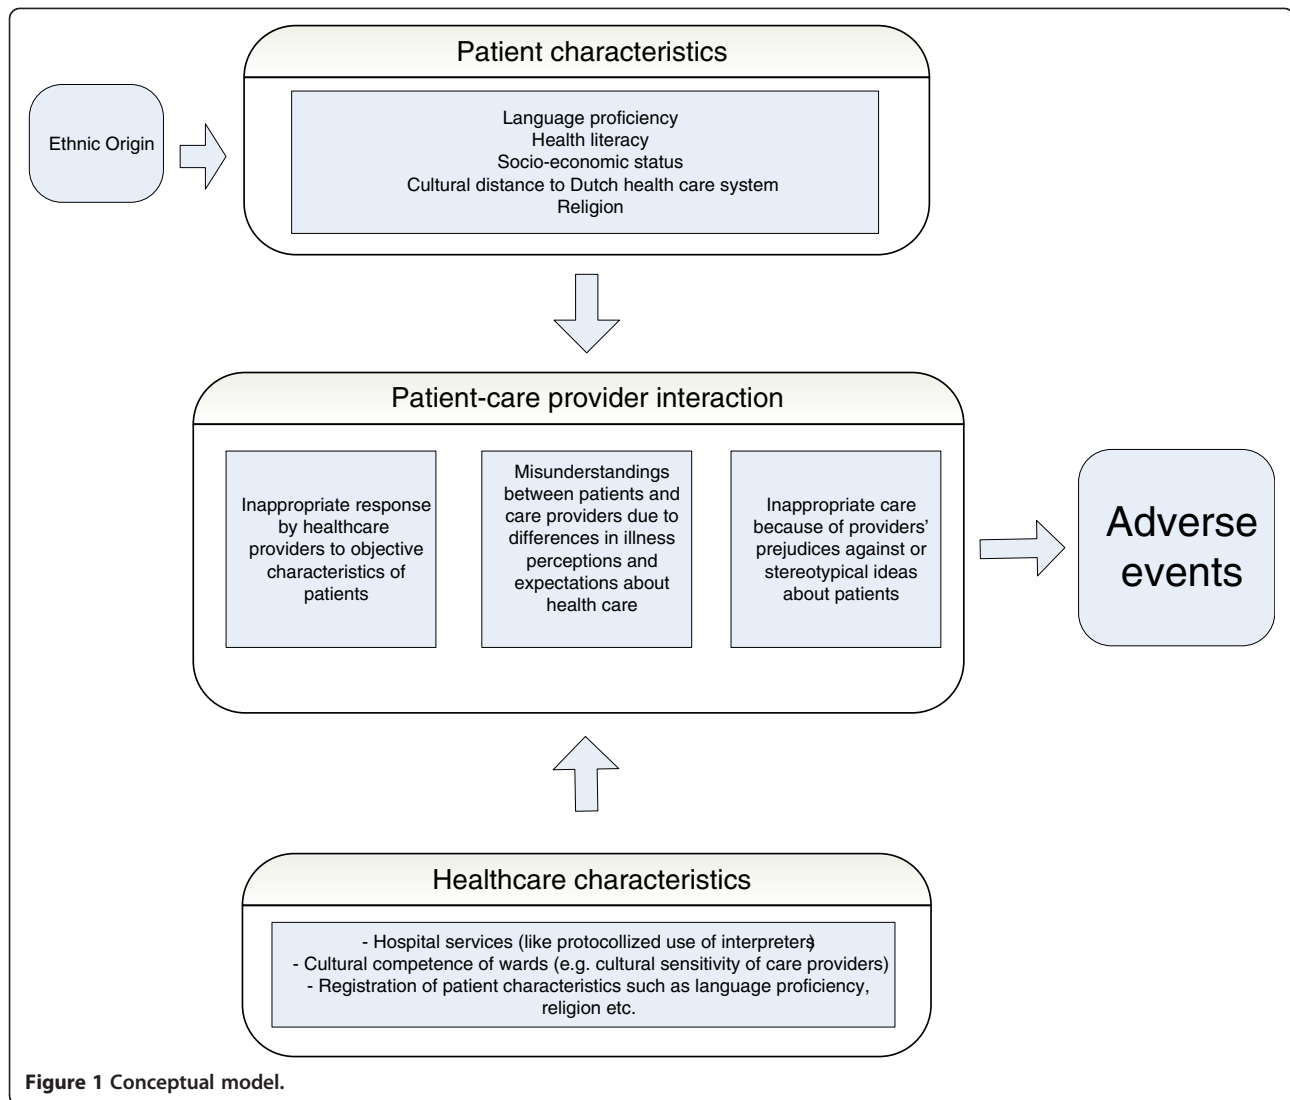 Patient characteristics
Ethnic Origin
Language proficiency
Health literacy
Socio-economic status
Cultural distance to Dutch health care system
Religion
Patient-care provider interaction
Inappropriate response
by healthcare
providers to objective
characteristics of
patients
Misunderstandings
between patients and
care providers due to
differences in illness
perceptions and
expectations about
health care
Inappropriate care
because of providers’
prejudices against or
stereotypical ideas
about patients
Adverse
events
Healthcare characteristics
- Hospital services (like protocollized use of interpreters)
- Cultural competence of wards (e.g. cultural sensitivity of care providers)
- Registration of patient characteristics such as language proficiency,
religion etc.
Figure 1 Conceptual model.